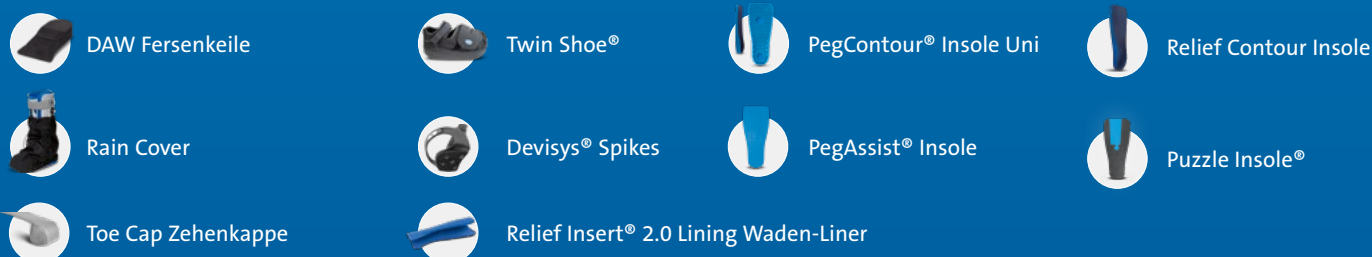 DAW Fersenkeile
Twin Shoe®
PegContour® Insole Uni
Relief Contour Insole
Rain Cover
Devisys® Spikes
PegAssist® Insole
Puzzle Insole®
Toe Cap Zehenkappe
Relief Insert® 2.0 Lining Waden-Liner